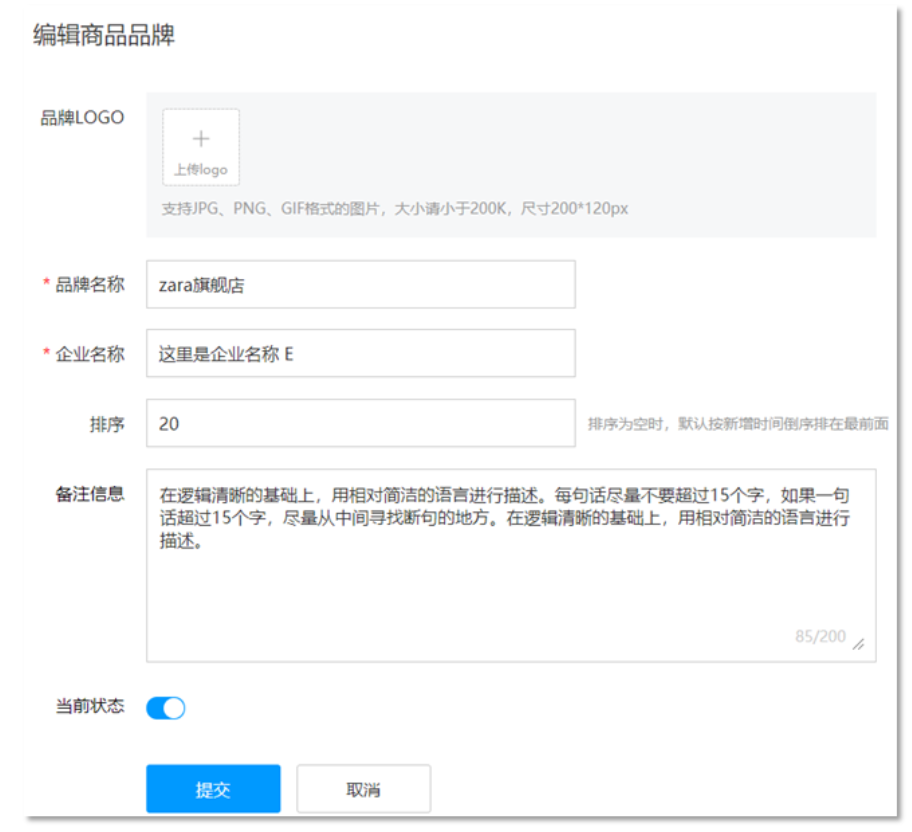 编辑商品品牌
品牌LOGO
+
上传logo
支持JPG、PNG、GIF格式的图片，大小请小于200K，尺寸200*120px
* 品牌名称
zara旗舰店
* 企业名称
这里是企业名称 E
排序
20
排序为空时，默认按新增时间倒序排在最前面
备注信息
在逻辑清晰的基础上，用相对简洁的语言进行描述。每句话尽量不要超过15个字，如果一句
话超过15个字，尽量从中间寻找断句的地方。在逻辑清晰的基础上，用相对简洁的语言进行
描述。
85/200
当前状态
提交
取消